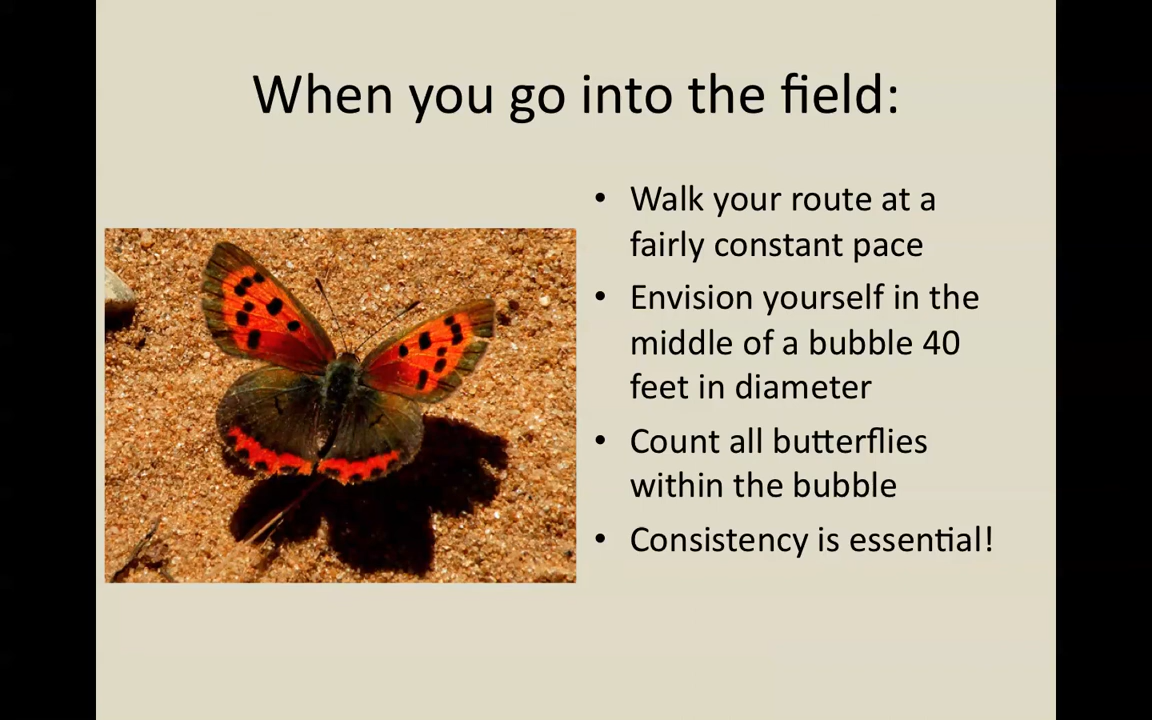 When you go into the field:
• Walk your route at a
fairly constant pace
• Envision yourself in the
middle of a bubble 40
feet in diameter
• Count all butterflies
within the bubble
• Consistency is essential!